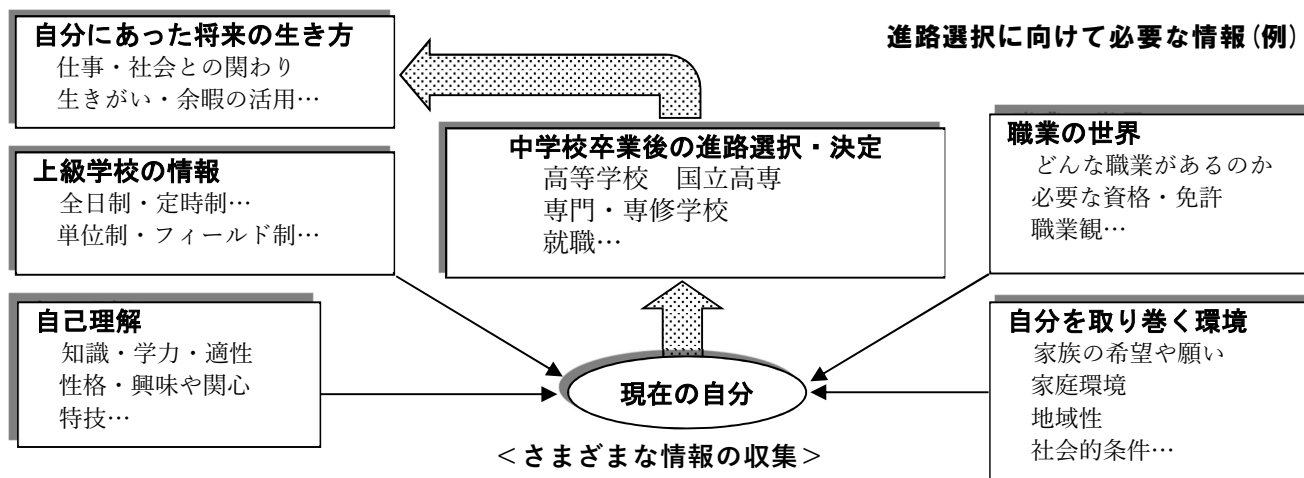 進路選択に向けて必要な情報(例)
自分にあった将来の生き方
仕事・社会との関わり
生きがい・余暇の活用…
上級学校の情報
全日制・定時制…
単位制・フィールド制…
自己理解
知識・学力・適性
性格・興味や関心
特技…
中学校卒業後の進路選択・決定
高等学校　国立高専
専門・専修学校
就職…
現在の自分
＜さまざまな情報の収集＞
職業の世界
どんな職業があるのか
必要な資格・免許
職業観…
自分を取り巻く環境
家族の希望や願い
家庭環境
地域性
社会的条件…